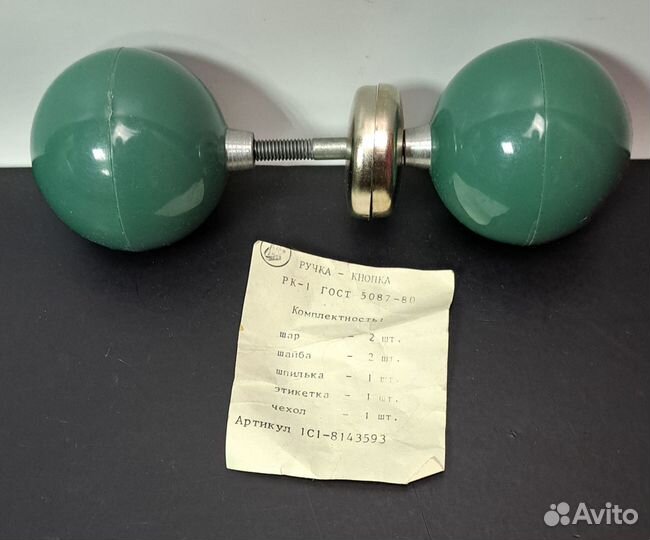 РУЧКА - КНОПКА
РК-1 ГОСТ 5087-80
Комплектность:
шар - 2 шт.
шайба - 2 шт.
шпилька - 1 шт.
этикетка - 1 шт.
чехол - 1 шт.
Артикул 1С1-8143593
Avito